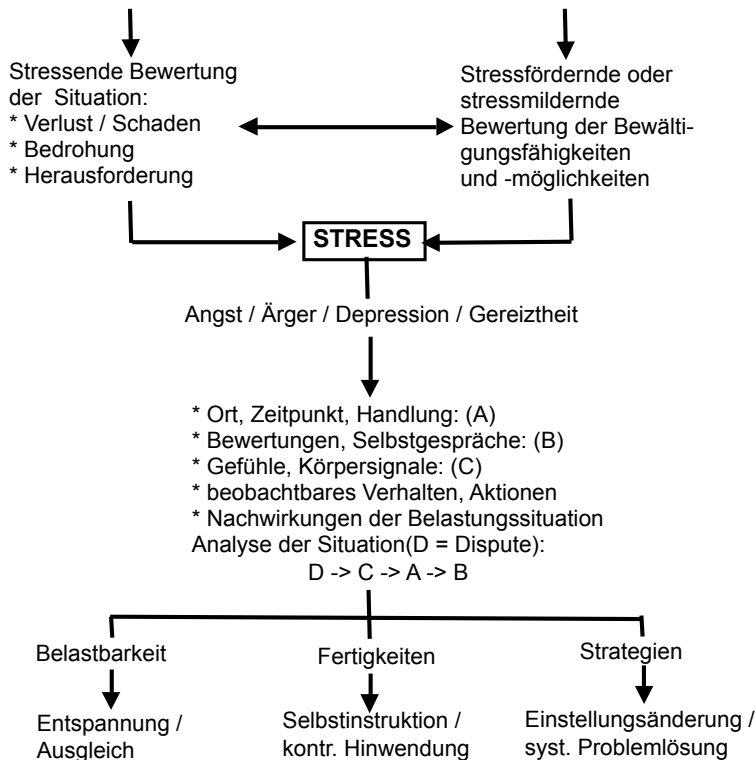 Stressende Bewertung
der Situation:
* Verlust / Schaden
* Bedrohung
* Herausforderung
Stressfördernde oder
stressmildernde
Bewertung der Bewälti-
gungsfähigkeiten
und -möglichkeiten
STRESS
Angst / Ärger / Depression / Gereiztheit
* Ort, Zeitpunkt, Handlung: (A)
* Bewertungen, Selbstgespräche: (B)
* Gefühle, Körpersignale: (C)
* beobachtbares Verhalten, Aktionen
* Nachwirkungen der Belastungssituation
Analyse der Situation(D = Dispute):
D -> C -> A -> B
Belastbarkeit
Fertigkeiten
Strategien
Entspannung /
Ausgleich
Selbstinstruktion /
kontr. Hinwendung
Einstellungsänderung /
syst. Problemlösung